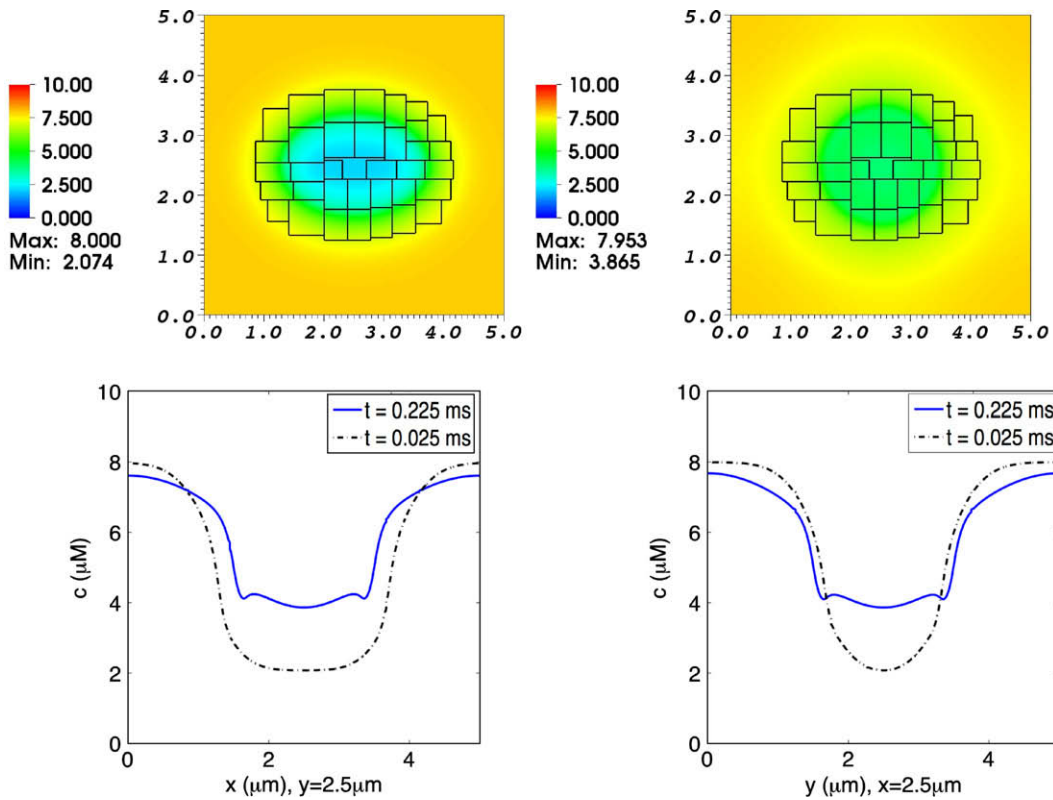 5.0
4.0
3.0
2.0
1.0
0.0
0.0 1.0 2.0 3.0 4.0 5.0
10.00
7.500
5.000
2.500
0.000
Max: 8.000
Min: 2.074
5.0
4.0
3.0
2.0
1.0
0.0
0.0 1.0 2.0 3.0 4.0 5.0
10.00
7.500
5.000
2.500
0.000
Max: 7.953
Min: 3.865
10
8
6
4
2
0
0 2 4
c (μM)
x (μm), y=2.5μm
t = 0.225 ms
t = 0.025 ms
10
8
6
4
2
0
0 2 4
c (μM)
y (μm), x=2.5μm
t = 0.225 ms
t = 0.025 ms